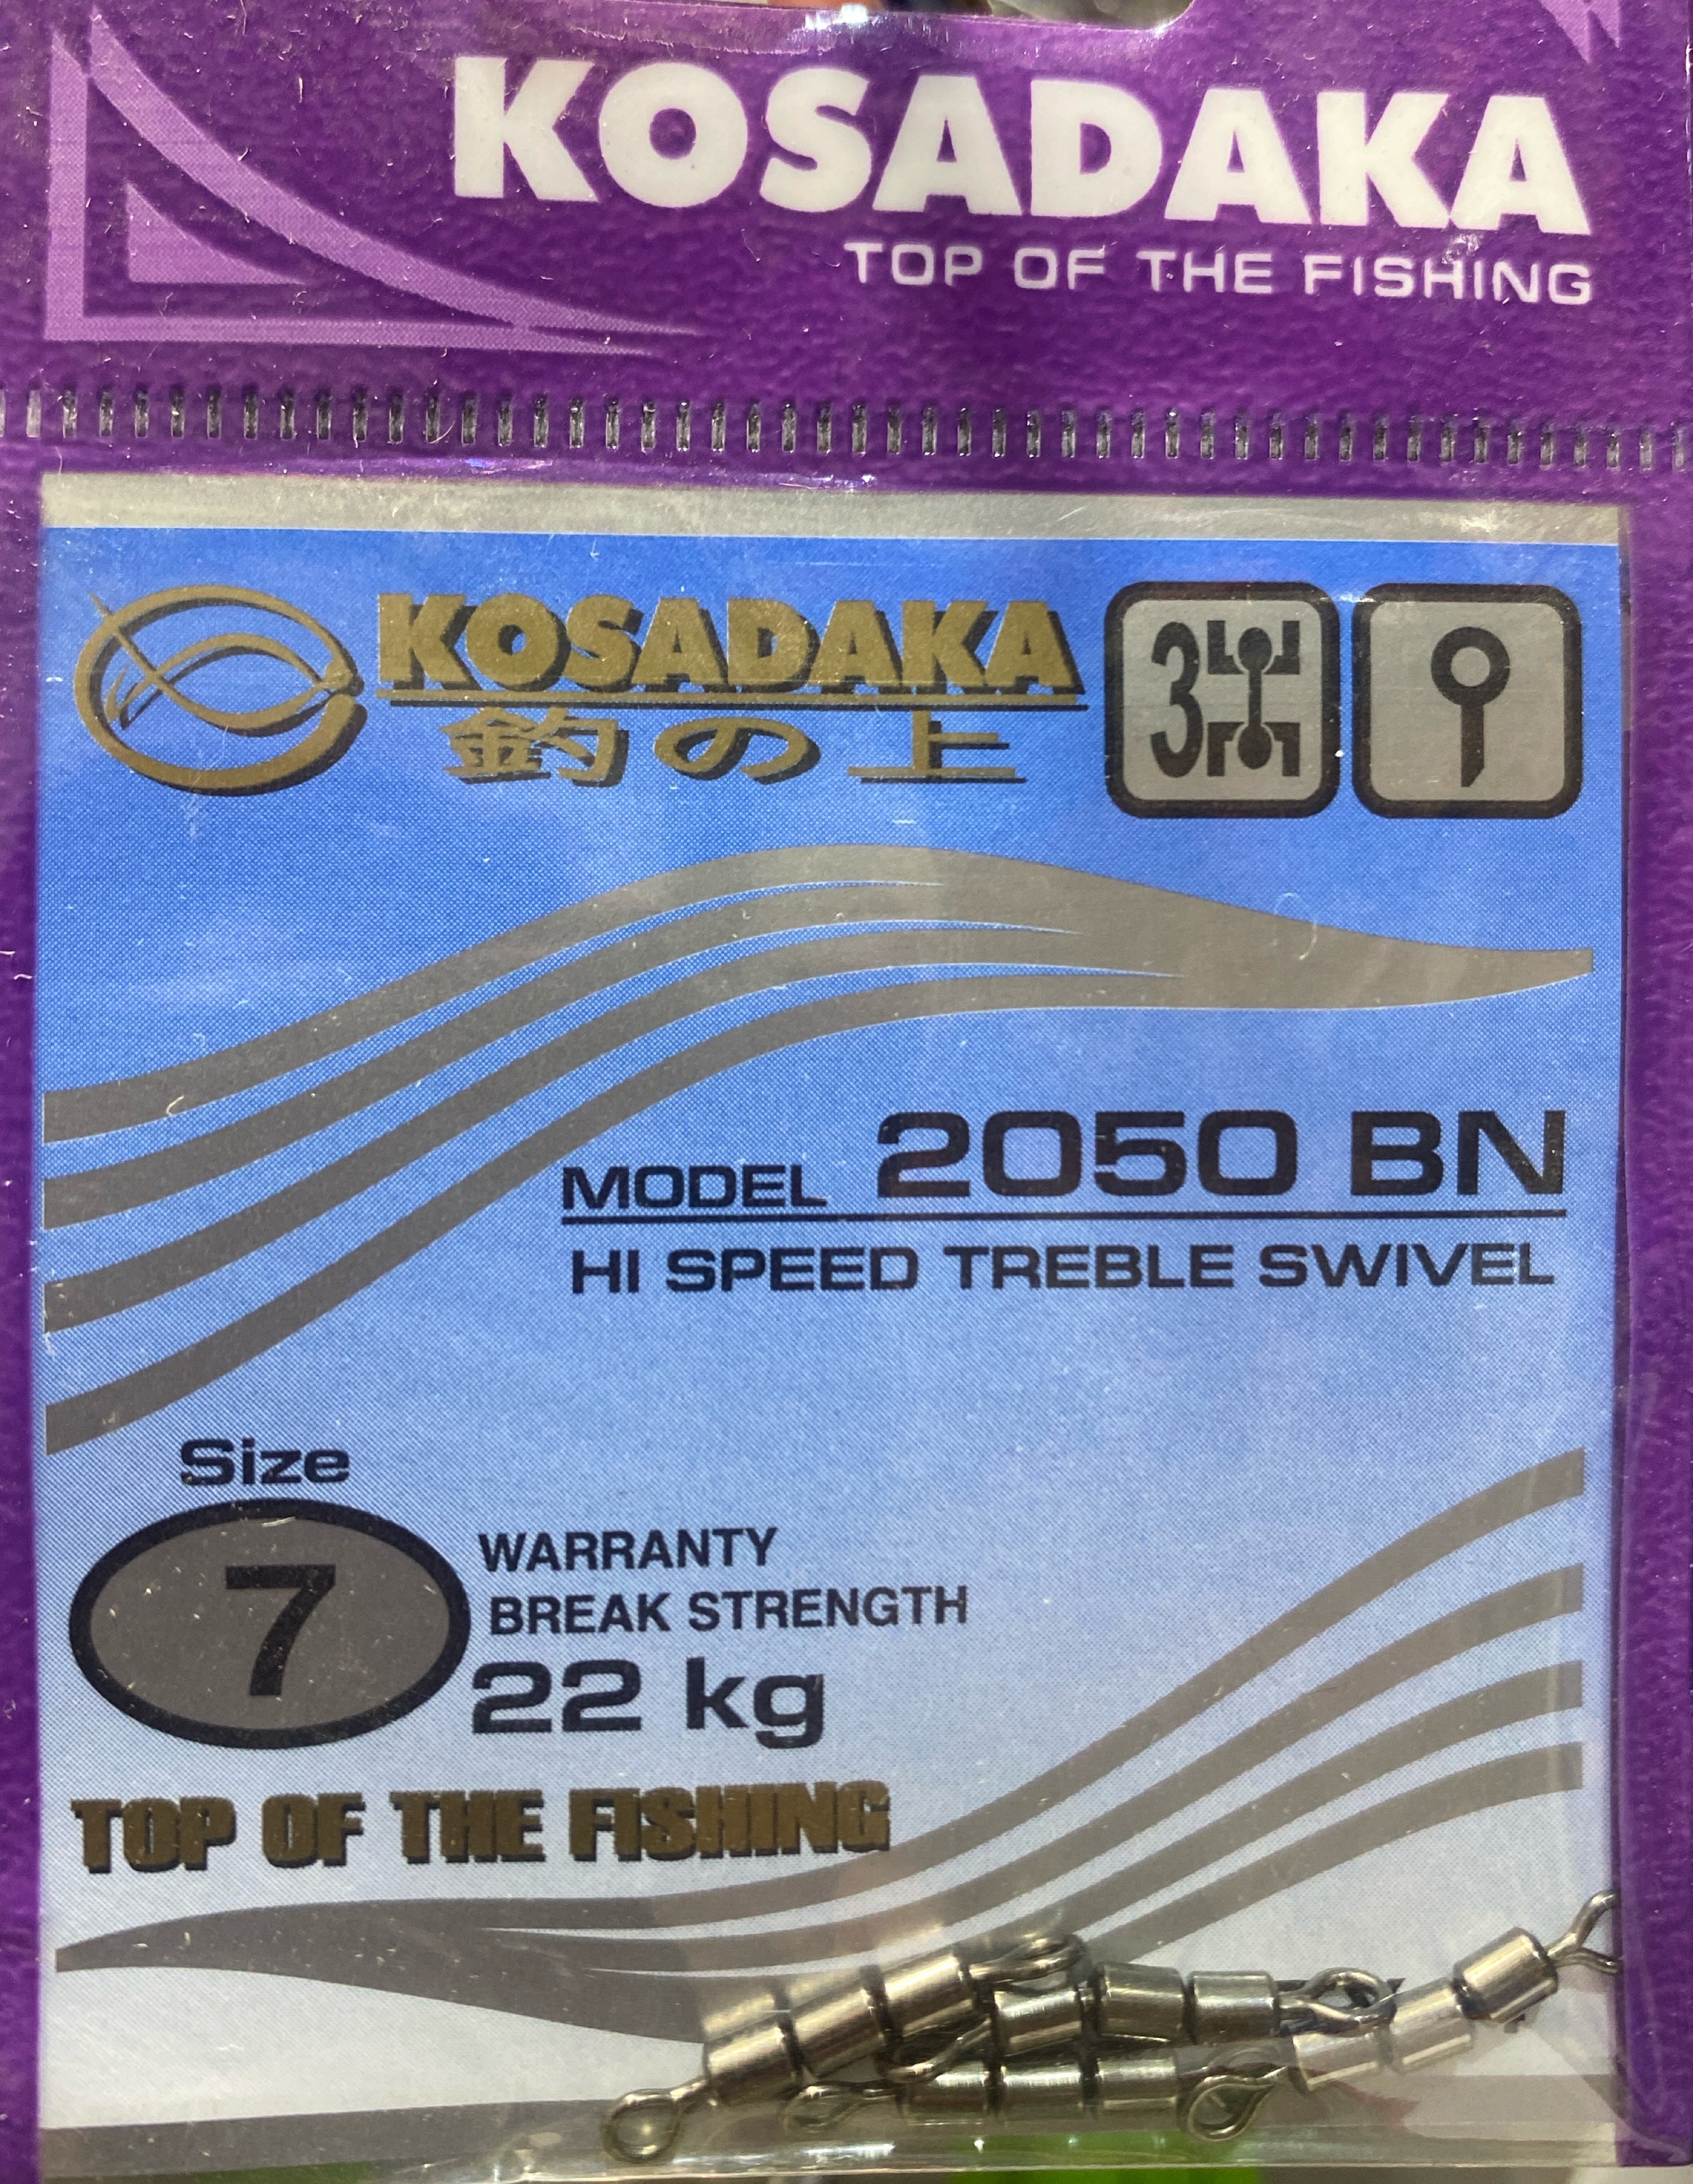 KOSADAKA
TOP OF THE FISHING
KOSADAKA
釣の上
3
MODEL 2050 BN
HI SPEED TREBLE SWIVEL
Size
7
WARRANTY
BREAK STRENGTH
22 kg
TOP OF THE FISHING